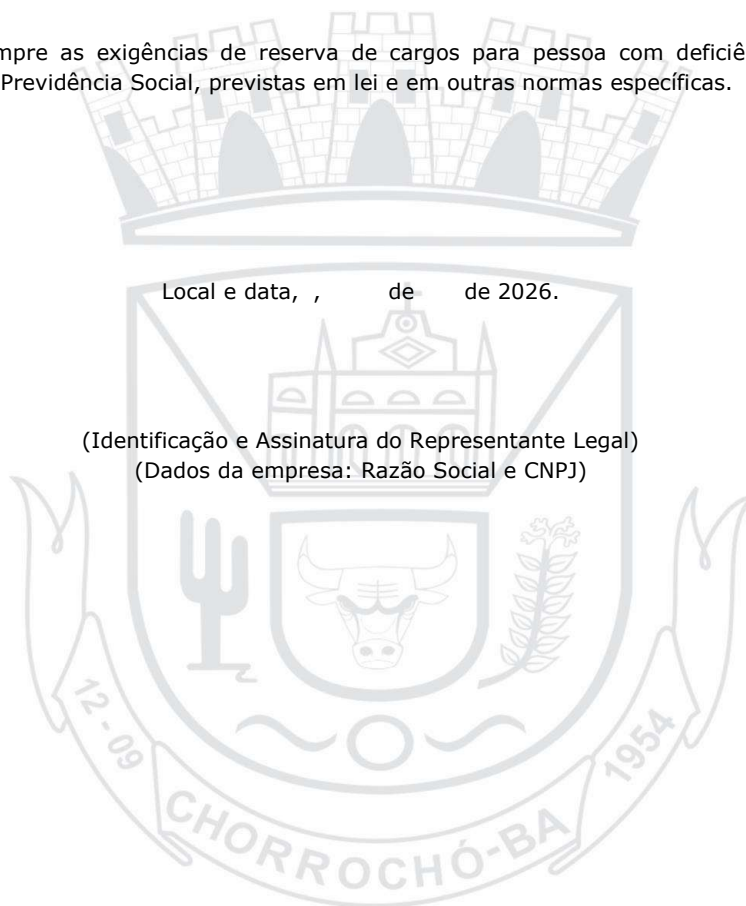 mpre as exigências de reserva de cargos para pessoa com deficiê
Previdência Social, previstas em lei e em outras normas específicas.
Local e data, , de de 2026.
(Identificação e Assinatura do Representante Legal)
(Dados da empresa: Razão Social e CNPJ)
12 - 09
1954
CHORROCHÓ-BA